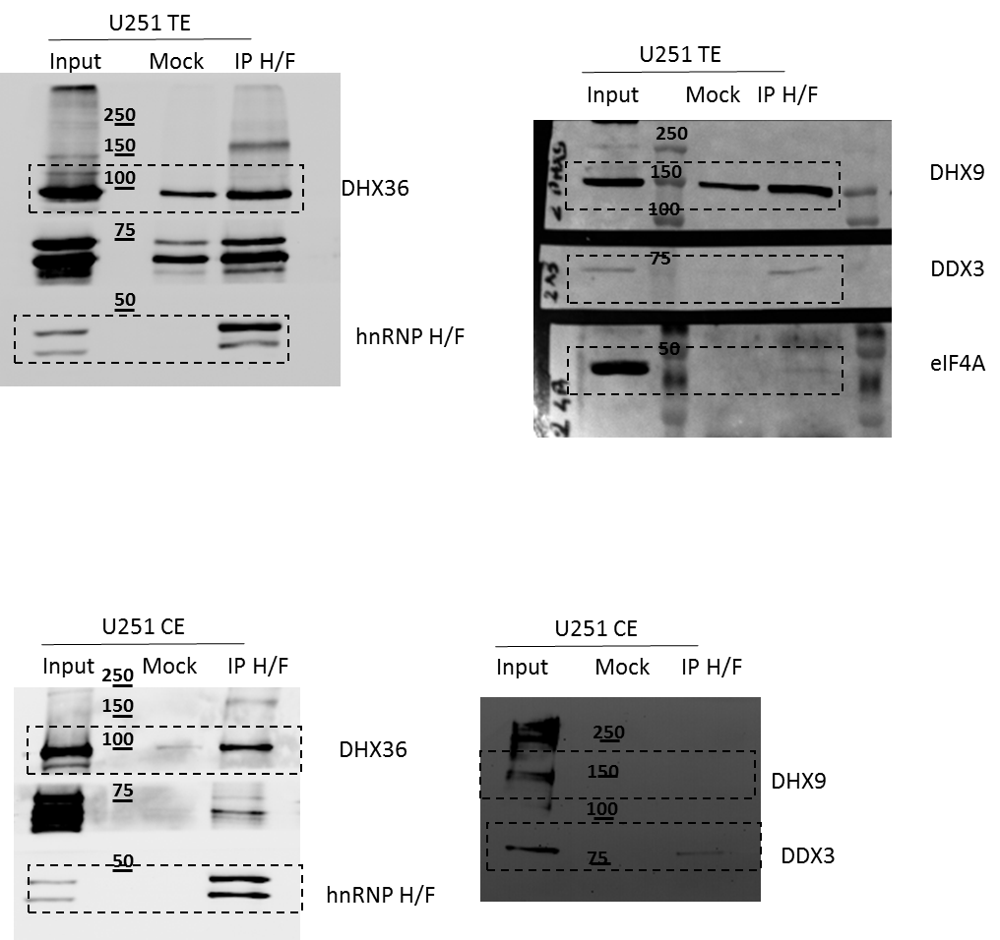 U251 TE
Input Mock IP H/F
250
150
100
DHX36
75
50
hnRNP H/F
U251 TE
Input Mock IP H/F
250
150
DHX9
100
75
DDX3
50
eIF4A
U251 CE
Input Mock IP H/F
250
150
100
DHX36
75
50
hnRNP H/F
U251 CE
Input Mock IP H/F
250
150
DHX9
100
75
DDX3